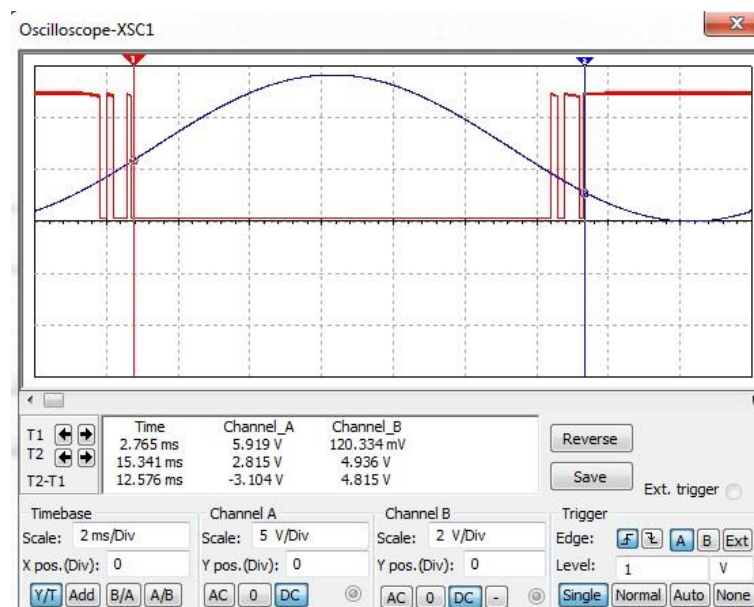 Oscilloscope-XSC1
x
1
2
Time Channel_A Channel_B
T1 2.765 ms 5.919 V 120.334 mV
T2 15.341 ms 2.815 V 4.936 V
T2-T1 12.576 ms -3.104 V 4.815 V
Reverse
Save
Ext. trigger
Timebase
Scale: 2 ms/Div
X pos.(Div): 0
Y/T Add B/A A/B
Channel A
Scale: 5 V/Div
Y pos.(Div): 0
AC 0 DC
Channel B
Scale: 2 V/Div
Y pos.(Div): 0
AC 0 DC -
Trigger
Edge: A B Ext
Level: 1 V
Single Normal Auto None